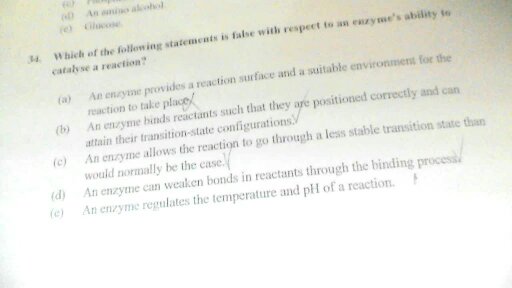 (d) An amino alcohol
(e) Glucose.
34. Which of the following statements is false with respect to an enzyme's ability to
catalyse a reaction?
(a) An enzyme provides a reaction surface and a suitable environment for the
reaction to take place.
(b) An enzyme binds reactants such that they are positioned correctly and can
attain their transition-state configurations.
(c) An enzyme allows the reaction to go through a less stable transition state than
would normally be the case.
(d) An enzyme can weaken bonds in reactants through the binding process.
(e) An enzyme regulates the temperature and pH of a reaction.